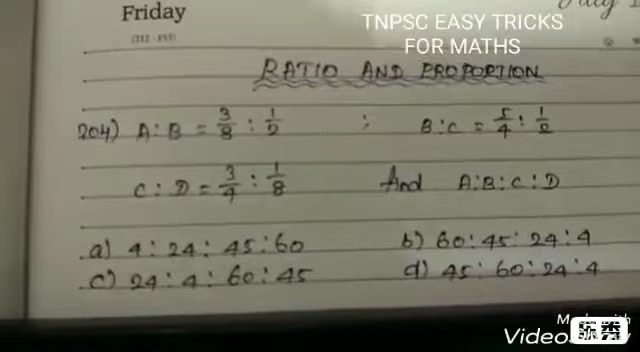 Friday
TNPSC EASY TRICKS
FOR MATHS
RATIO AND PROPORTION
204) A:B = 3/8 : 1/2 ; B:C = 5/4 : 1/2
C:D = 3/4 : 1/8 And A:B:C:D
a) 4:24:45:60 b) 60:45:24:4
c) 24:4:60:45 d) 45:60:24:4